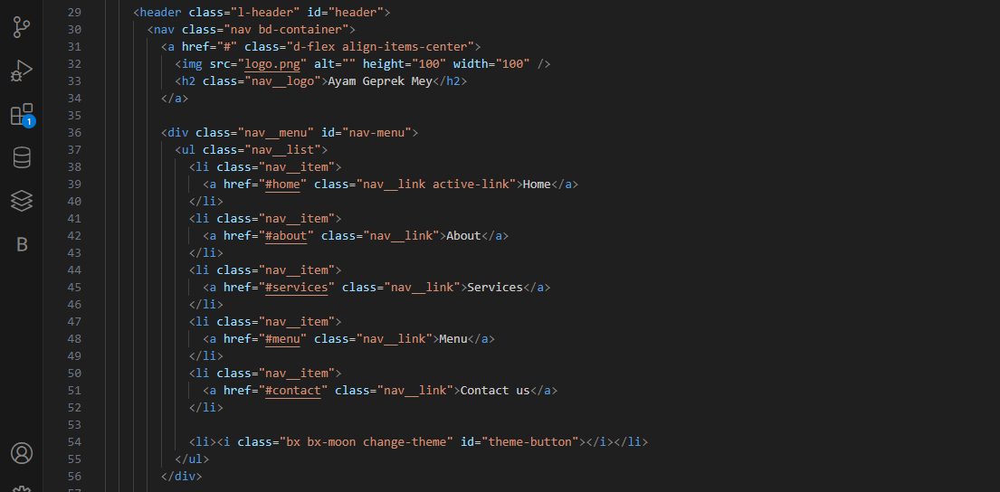 29 <header class="l-header" id="header">
30 <nav class="nav bd-container">
31 <a href="#" class="d-flex align-items-center">
32 <img src="logo.png" alt="" height="100" width="100" />
33 <h2 class="nav__logo">Ayam Geprek Mey</h2>
34 </a>
35
36 <div class="nav__menu" id="nav-menu">
37 <ul class="nav__list">
38 <li class="nav__item">
39 <a href="#home" class="nav__link active-link">Home</a>
40 </li>
41 <li class="nav__item">
42 <a href="#about" class="nav__link">About</a>
43 </li>
44 <li class="nav__item">
45 <a href="#services" class="nav__link">Services</a>
46 </li>
47 <li class="nav__item">
48 <a href="#menu" class="nav__link">Menu</a>
49 </li>
50 <li class="nav__item">
51 <a href="#contact" class="nav__link">Contact us</a>
52 </li>
53
54 <li><i class="bx bx-moon change-theme" id="theme-button"></i></li>
55 </ul>
56 </div>
1
B